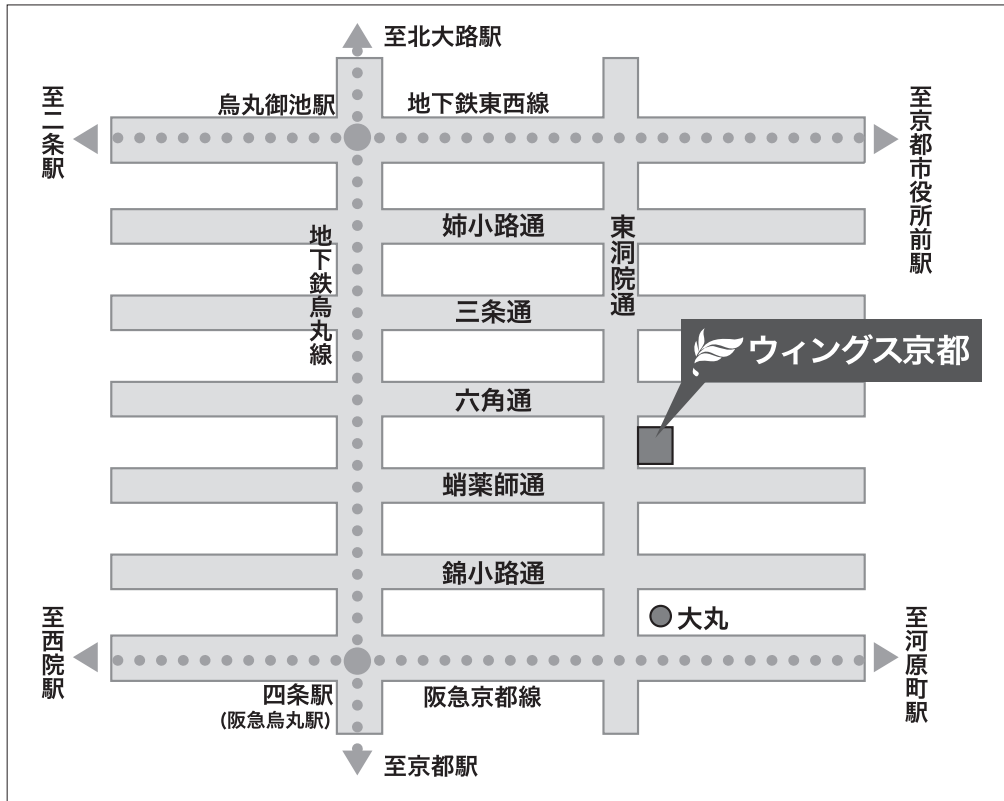 至北大路駅
烏丸御池駅
地下鉄東西線
至二条駅
至京都市役所前駅
姉小路通
東洞院通
地下鉄烏丸線
三条通
ウィングス京都
六角通
蛸薬師通
錦小路通
大丸
至西院駅
至河原町駅
四条駅
(阪急烏丸駅)
阪急京都線
至京都駅